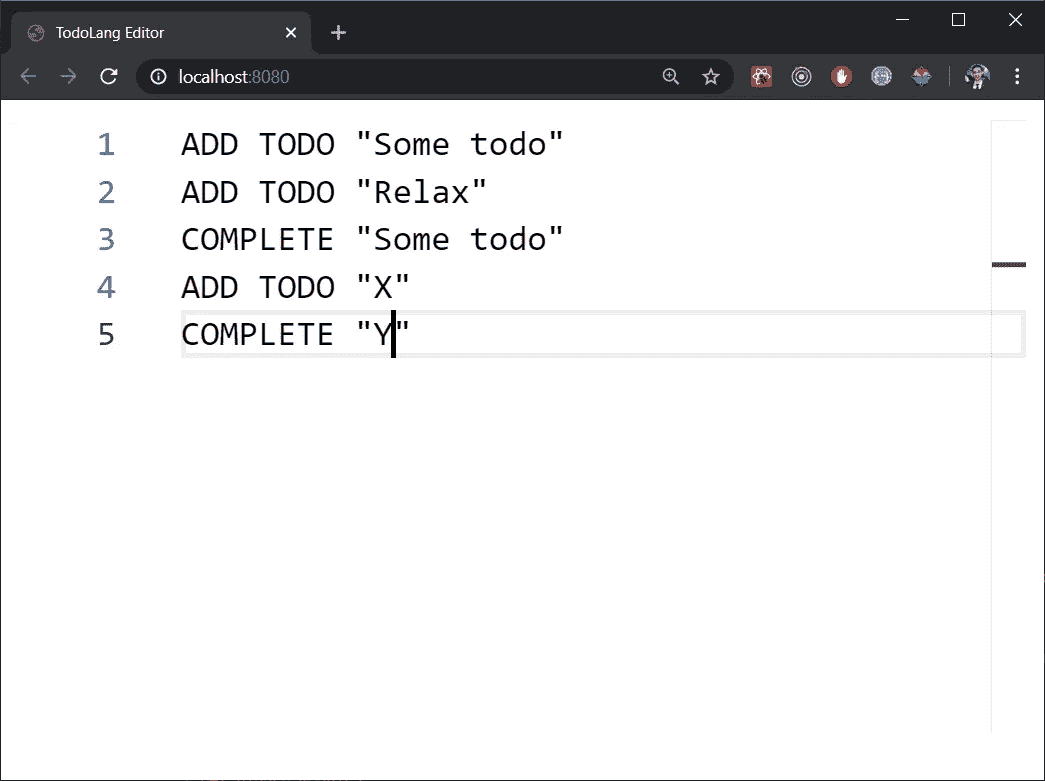 TodoLang Editor
localhost:8080
1 ADD TODO "Some todo"
2 ADD TODO "Relax"
3 COMPLETE "Some todo"
4 ADD TODO "X"
5 COMPLETE "Y"